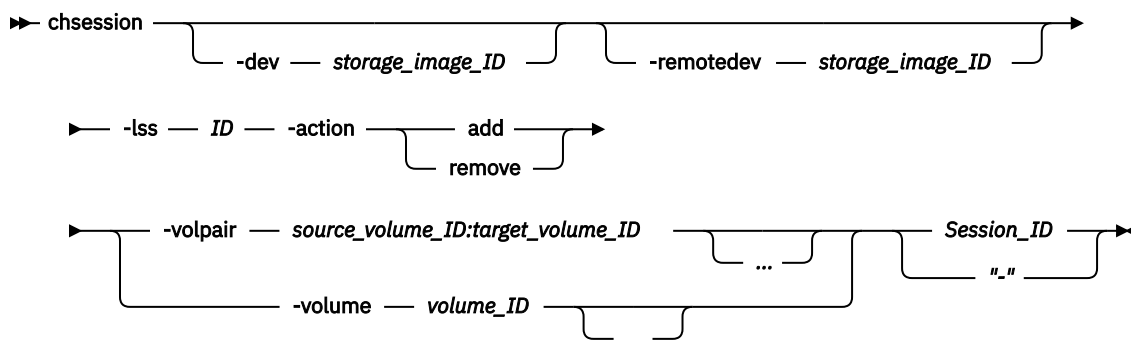 chsession
-dev storage_image_ID -remotedev storage_image_ID
-lss ID -action add
remove
-volpair source_volume_ID:target_volume_ID Session_ID
... "-"
-volume volume_ID